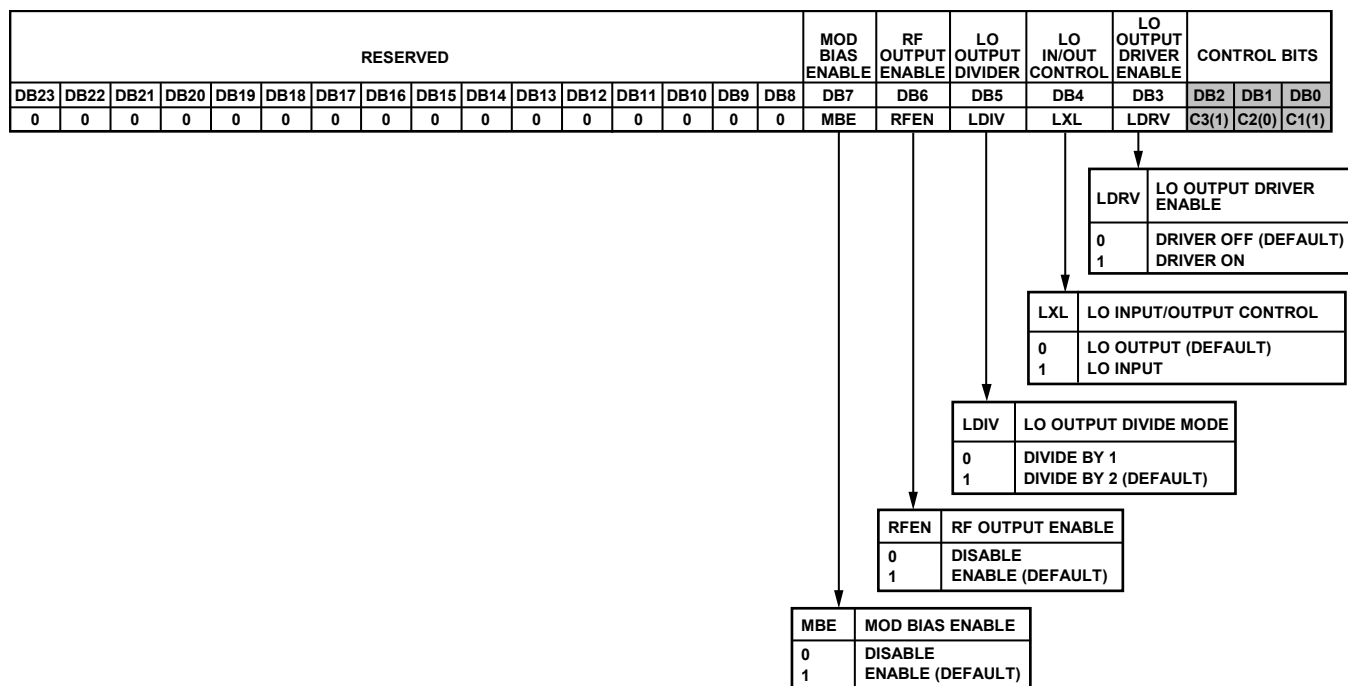 RESERVED MOD BIAS ENABLE RF OUTPUT ENABLE LO OUTPUT DIVIDER LO IN/OUT CONTROL LO OUTPUT DRIVER ENABLE CONTROL BITS
DB23 DB22 DB21 DB20 DB19 DB18 DB17 DB16 DB15 DB14 DB13 DB12 DB11 DB10 DB9 DB8 DB7 DB6 DB5 DB4 DB3 DB2 DB1 DB0
0 0 0 0 0 0 0 0 0 0 0 0 0 0 0 0 MBE RFEN LDIV LXL LDRV C3(1) C2(0) C1(1)
LDRV LO OUTPUT DRIVER ENABLE
0 DRIVER OFF (DEFAULT)
1 DRIVER ON
LXL LO INPUT/OUTPUT CONTROL
0 LO OUTPUT (DEFAULT)
1 LO INPUT
LDIV LO OUTPUT DIVIDE MODE
0 DIVIDE BY 1
1 DIVIDE BY 2 (DEFAULT)
RFEN RF OUTPUT ENABLE
0 DISABLE
1 ENABLE (DEFAULT)
MBE MOD BIAS ENABLE
0 DISABLE
1 ENABLE (DEFAULT)